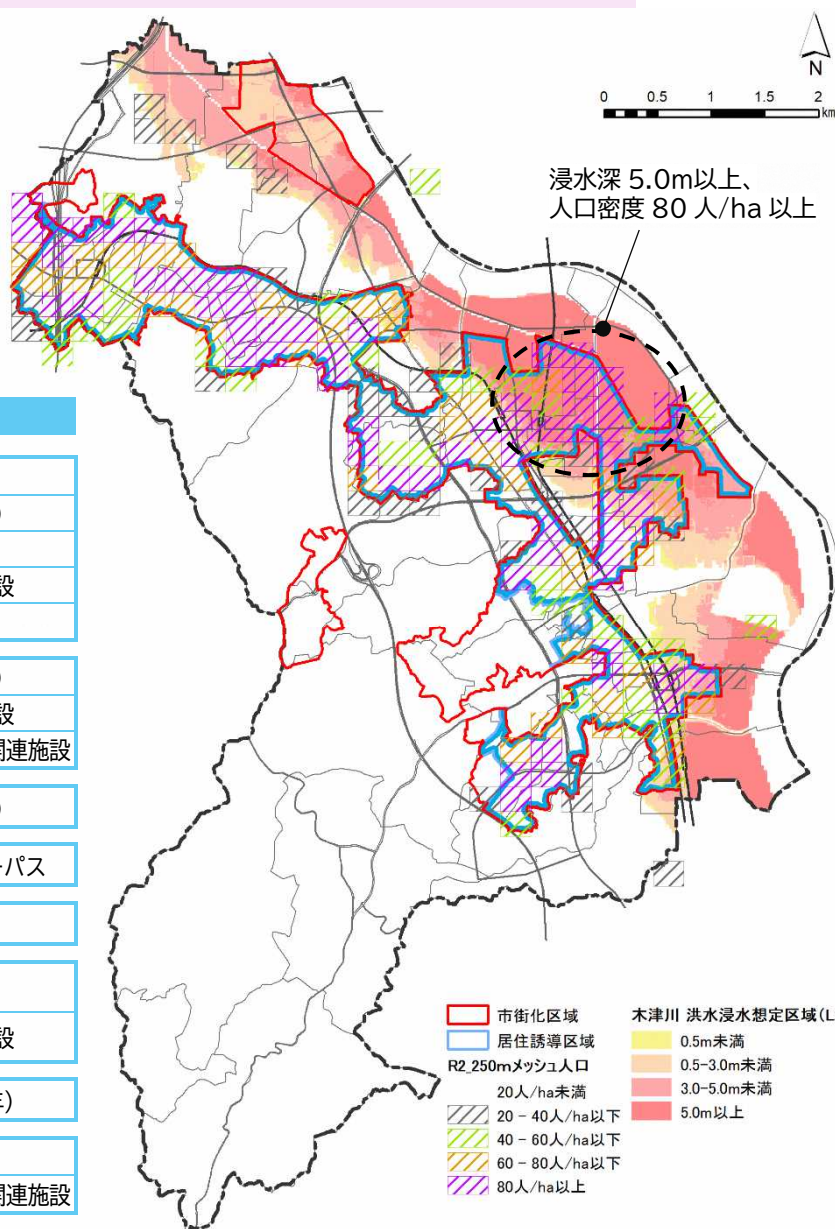 N
0 0.5 1 1.5 2
km
浸水深 5.0m以上、
人口密度 80 人/ha 以上
設
設
関連施設
パス
設
関連施設
市街化区域
居住誘導区域
R2_250mメッシュ人口
20人/ha未満
20 - 40人/ha以下
40 - 60人/ha以下
60 - 80人/ha以下
80人/ha以上
木津川 洪水浸水想定区域(L
0.5m未満
0.5-3.0m未満
3.0-5.0m未満
5.0m以上